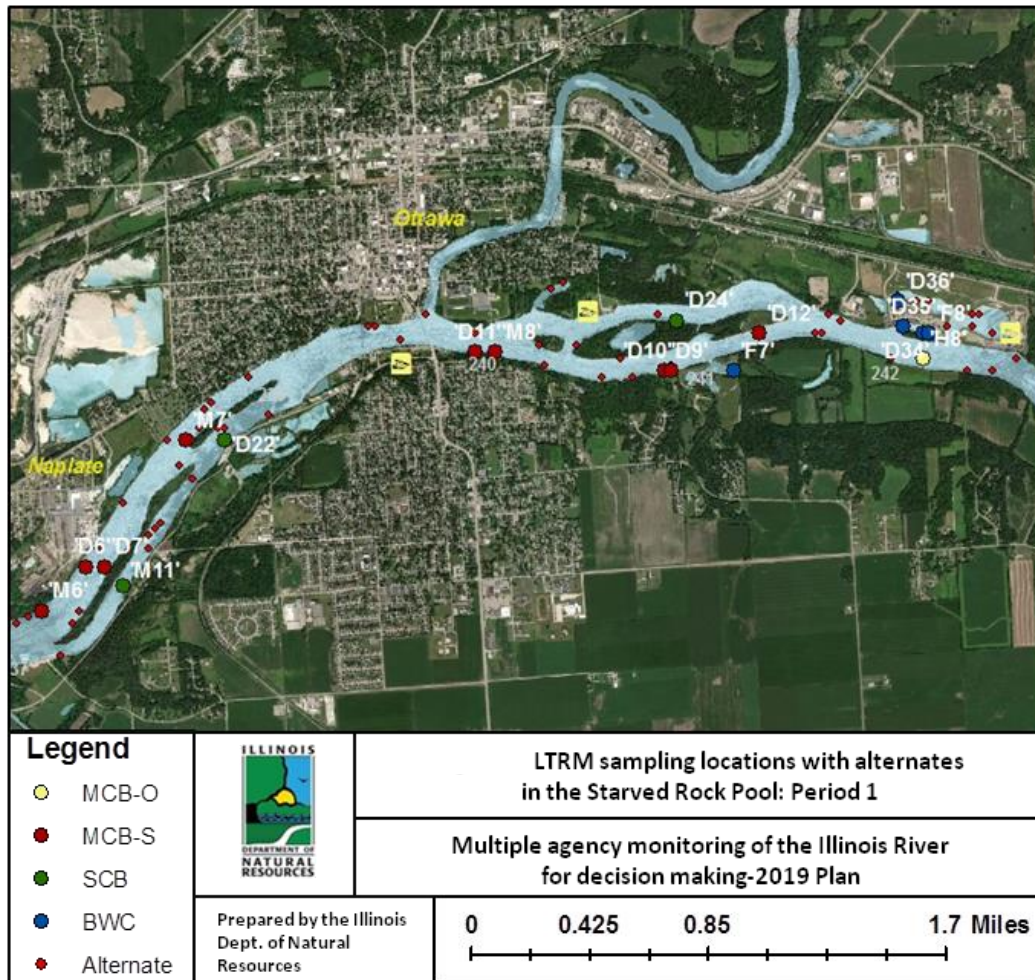 Ottawa
'D36'
'D35'
'F8'
'D24'
'D12'
'H8'
'D11' 'M8'
'D34'
240
'D10' 'D9'
'F7'
241
242
'M7'
'D22'
Naplate
'D6' 'D7'
'M11'
'M6'
Legend
MCB-O
MCB-S
SCB
BWC
Alternate
ILLINOIS
DEPARTMENT OF
NATURAL
RESOURCES
LTRM sampling locations with alternates
in the Starved Rock Pool: Period 1
Multiple agency monitoring of the Illinois River
for decision making-2019 Plan
Prepared by the Illinois
Dept. of Natural
Resources
0 0.425 0.85 1.7 Miles